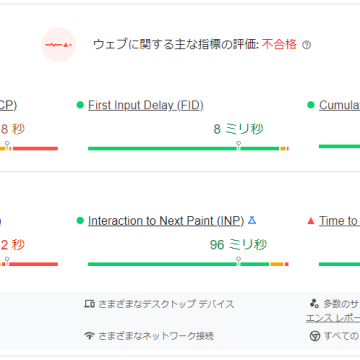 ウェブに関する主な指標の評価: 不合格
CP)
First Input Delay (FID)
Cumula
8 秒
8 ミリ秒
)
Interaction to Next Paint (INP)
Time to
2 秒
96 ミリ秒
さまざまなデスクトップ デバイス
多数のサ
エンス レポー
さまざまなネットワーク接続
すべての